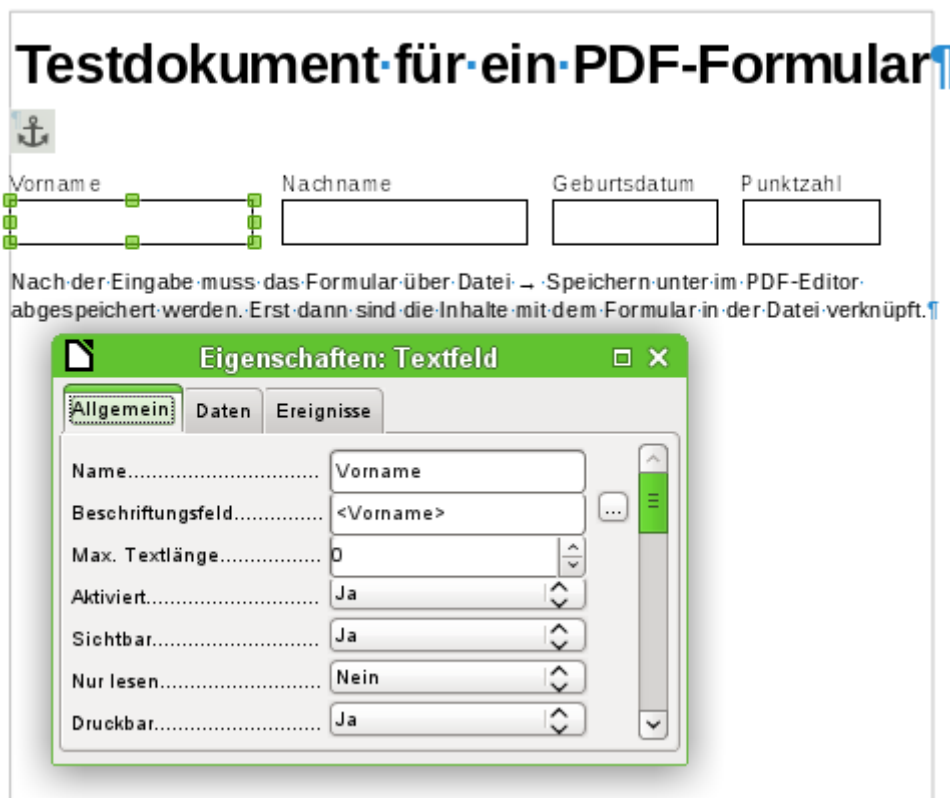 Testdokument·für·ein·PDF-Formular¶
¶
Vorname Nachname Geburtsdatum Punktzahl
Nach·der·Eingabe·muss·das·Formular·über·Datei·→·Speichern·unter·im·PDF-Editor·
abgespeichert·werden.·Erst·dann·sind·die·Inhalte·mit·dem·Formular·in·der·Datei·verknüpft.¶
Eigenschaften: Textfeld
Allgemein Daten Ereignisse
Name............................. Vorname
Beschriftungsfeld............... <Vorname> ...
Max. Textlänge................ 0
Aktiviert.......................... Ja
Sichtbar.......................... Ja
Nur lesen........................ Nein
Druckbar.......................... Ja